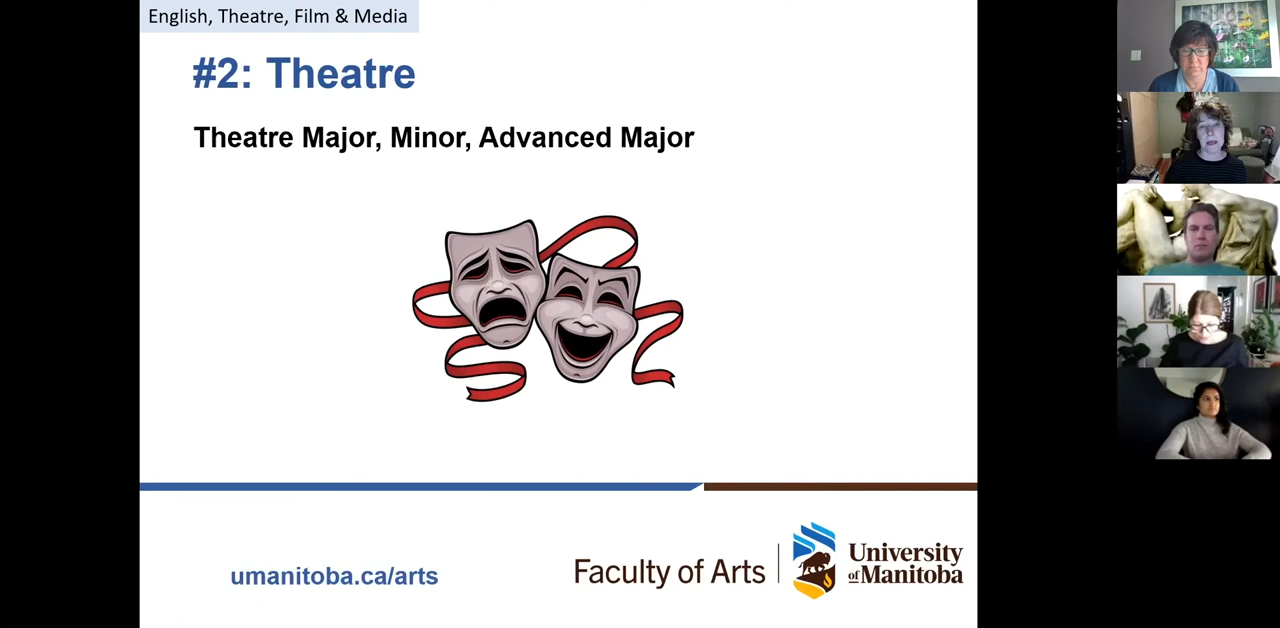 English, Theatre, Film & Media
#2: Theatre
Theatre Major, Minor, Advanced Major
umanitoba.ca/arts
Faculty of Arts
University
of Manitoba